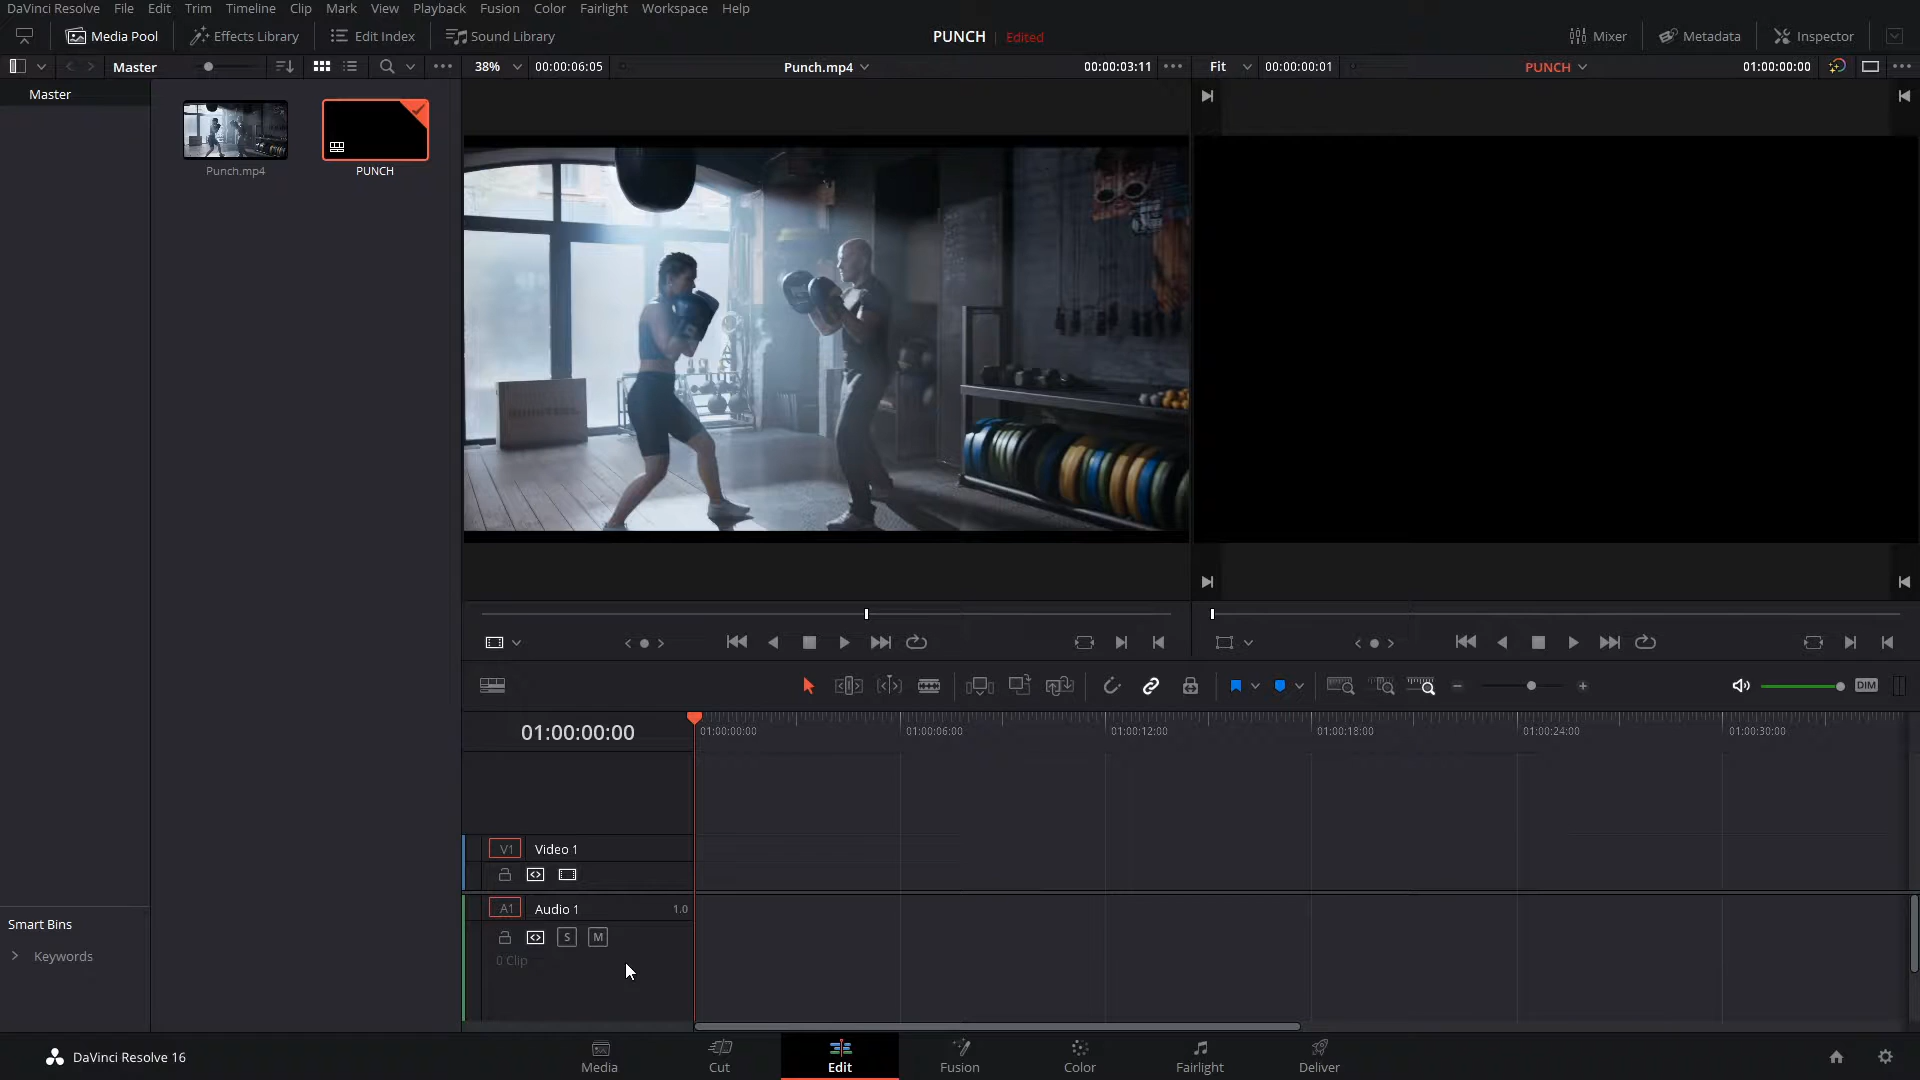 DaVinci Resolve File Edit Trim Timeline Clip Mark View Playback Fusion Color Fairlight Workspace Help
Media Pool Effects Library Edit Index Sound Library PUNCH Edited Mixer Metadata Inspector
Master 38% 00:00:06:05 Punch.mp4 00:00:03:11 Fit 00:00:00:01 PUNCH 01:00:00:00
Master
Punch.mp4 PUNCH
DIM
01:00:00:00 01:00:00:00 01:00:06:00 01:00:12:00 01:00:18:00 01:00:24:00 01:00:30:00
V1 Video 1
A1 Audio 1 1.0
S M
0 Clip
Smart Bins
Keywords
DaVinci Resolve 16 Media Cut Edit Fusion Color Fairlight Deliver